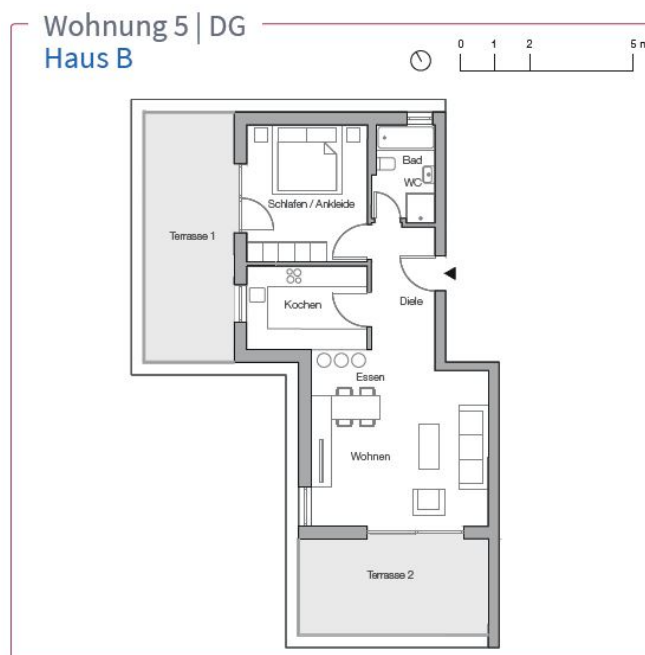 Wohnung 5 | DG
Haus B
0 1 2 5 m
Bad
WC
Schlafen / Ankleide
Terrasse 1
Kochen
Diele
Essen
Wohnen
Terrasse 2